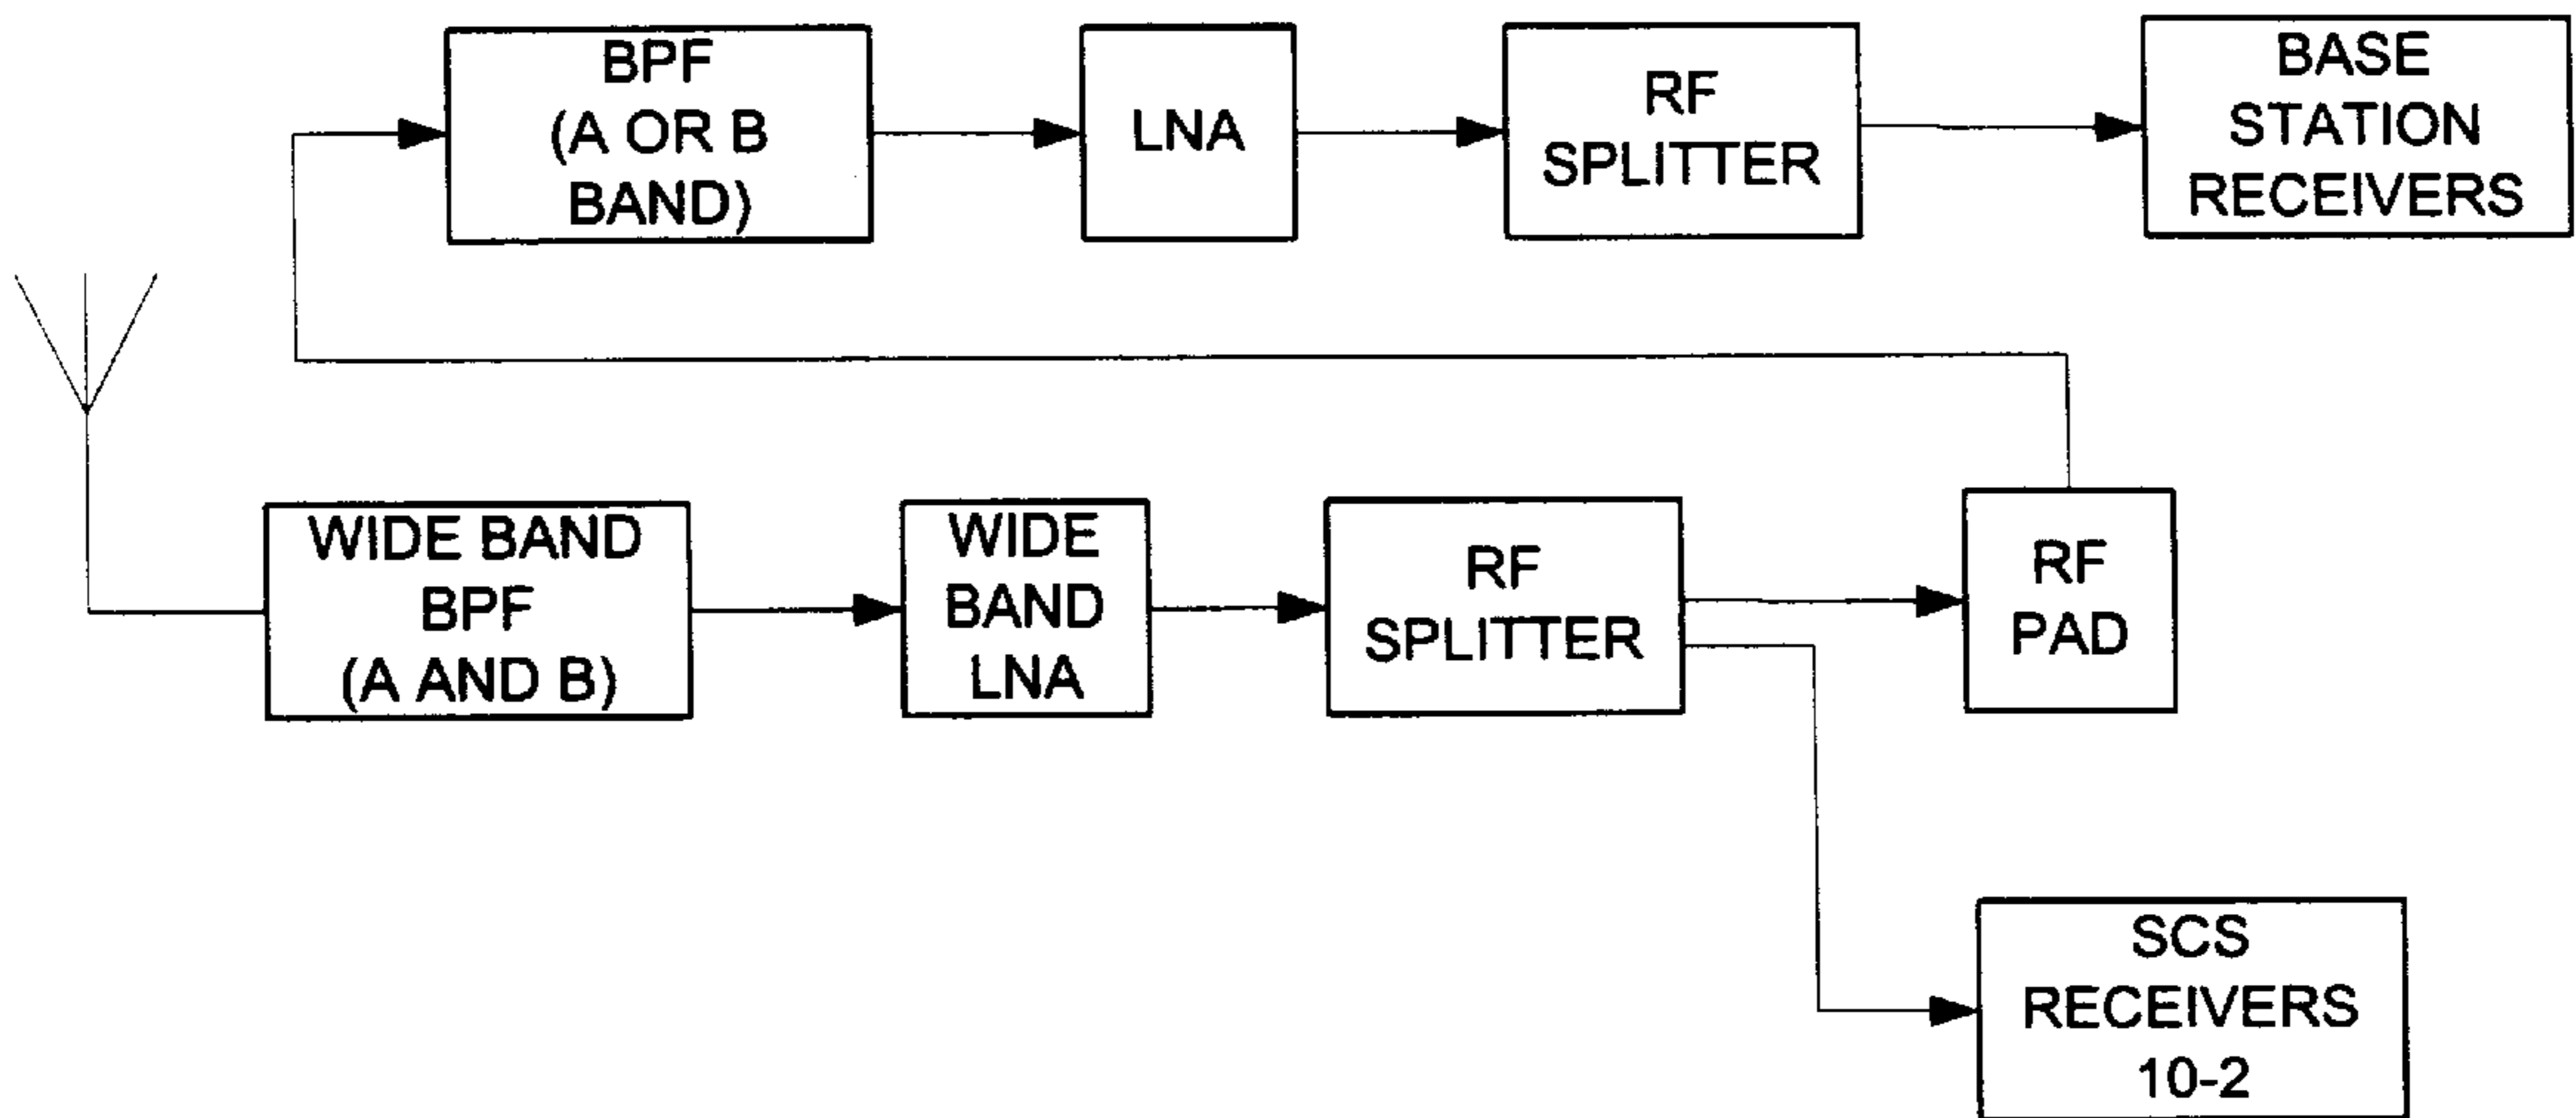 BPF
(A OR B
BAND)
LNA
RF
SPLITTER
BASE
STATION
RECEIVERS
WIDE BAND
BPF
(A AND B)
WIDE
BAND
LNA
RF
SPLITTER
RF
PAD
SCS
RECEIVERS
10-2